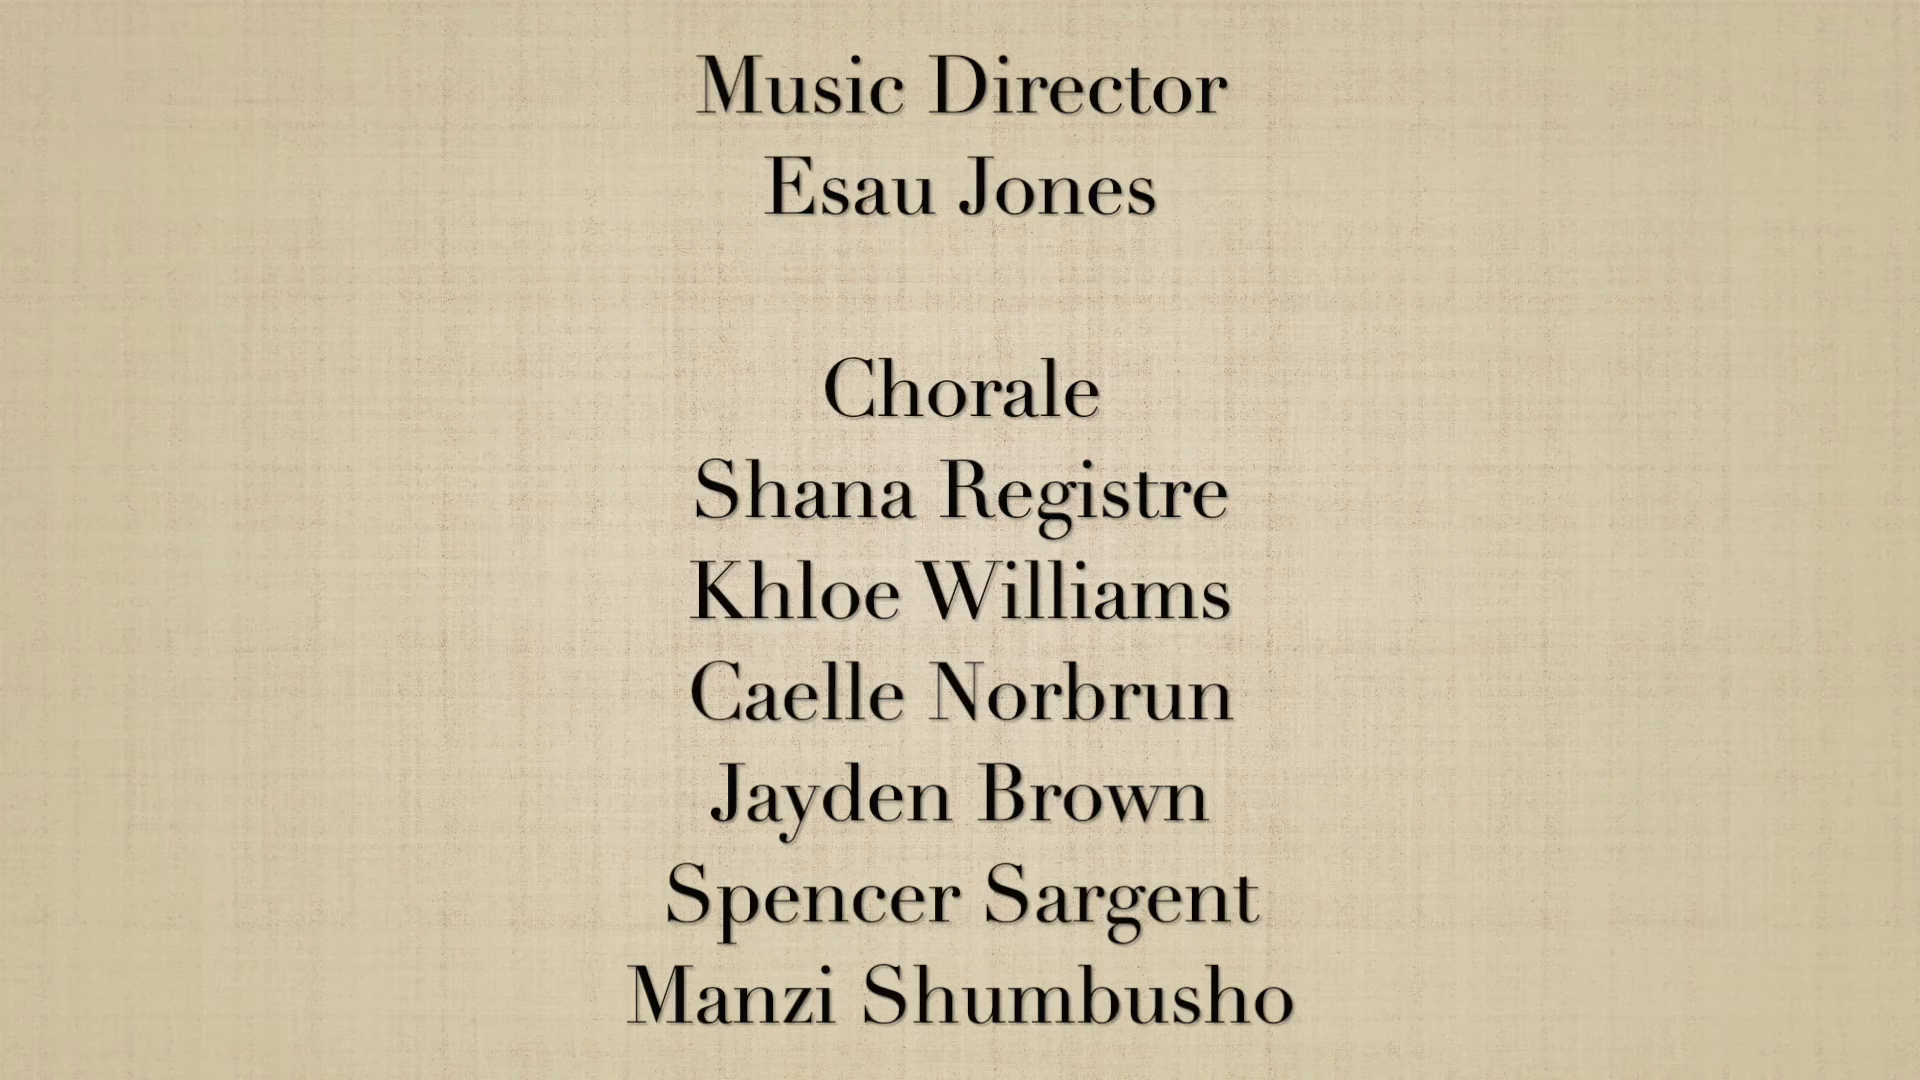 Music Director
Esau Jones
Chorale
Shana Registre
Khloe Williams
Caelle Norbrun
Jayden Brown
Spencer Sargent
Manzi Shumbusho